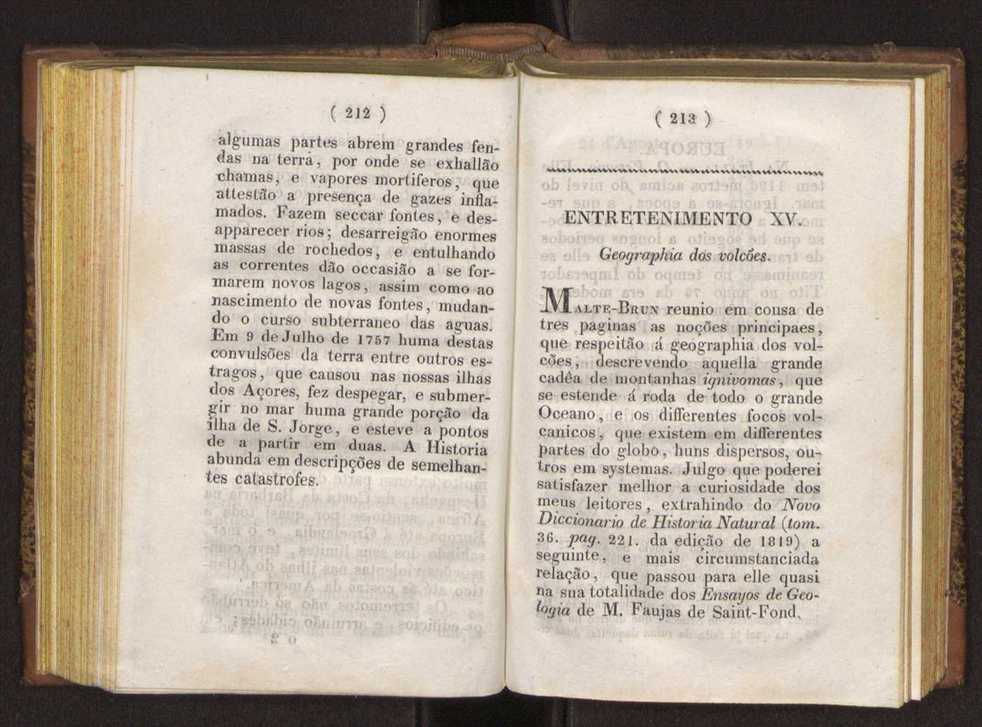 ( 212 )
algumas partes abrem grandes fen-
das na terra, por onde se exhallão
chamas, e vapores mortiferos, que
attestão a presença de gazes infla-
mados. Fazem seccar fontes, e des-
apparecer rios; desarreigão enormes
massas de rochedos, e entulhando
as correntes dão occasião a se for-
marem novos lagos, assim como ao
nascimento de novas fontes, mudan-
do o curso subterraneo das aguas.
Em 9 de Julho de 1757 huma destas
convulsões da terra entre outros es-
tragos, que causou nas nossas ilhas
dos Açores, fez despegar, e submer-
gir no mar huma grande porção da
ilha de S. Jorge, e esteve a pontos
de a partir em duas. A Historia
abunda em descripções de semelhan-
tes catastrofes.
( 213 )
ENTRETENIMENTO XV.
Geographia dos volcões.
MALTE-BRUN reunio em cousa de
tres paginas as noções principaes,
que respeitão á geographia dos vol-
cões, descrevendo aquella grande
cadêa de montanhas ignivomas, que
se estende á roda de todo o grande
Oceano, e os differentes focos vol-
canicos, que existem em differentes
partes do globo, huns dispersos, ou-
tros em systemas. Julgo que poderei
satisfazer melhor a curiosidade dos
meus leitores, extrahindo do Novo
Diccionario de Historia Natural (tom.
36. pag. 221. da edição de 1819) a
seguinte, e mais circumstanciada
relação, que passou para elle quasi
na sua totalidade dos Ensayos de Geo-
logia de M. Faujas de Saint-Fond.